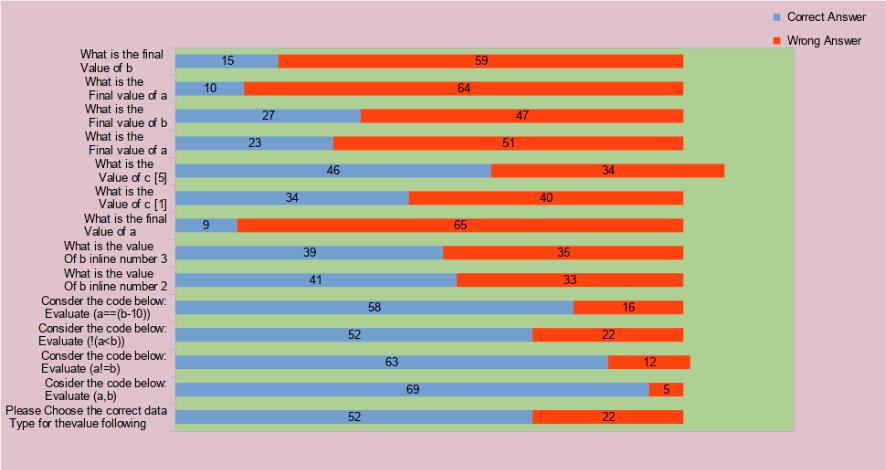 Correct Answer
Wrong Answer
What is the final
Value of b
15 59
What is the
Final value of a
10 64
What is the
Final value of b
27 47
What is the
Final value of a
23 51
What is the
Value of c [5]
46 34
What is the
Value of c [1]
34 40
What is the final
Value of a
9 65
What is the value
Of b inline number 3
39 35
What is the value
Of b inline number 2
41 33
Consder the code below:
Evaluate (a==(b-10))
58 16
Consider the code below:
Evaluate (!(a<b))
52 22
Consder the code below:
Evaluate (a!=b)
63 12
Cosider the code below:
Evaluate (a,b)
69 5
Please Choose the correct data
Type for thevalue following
52 22